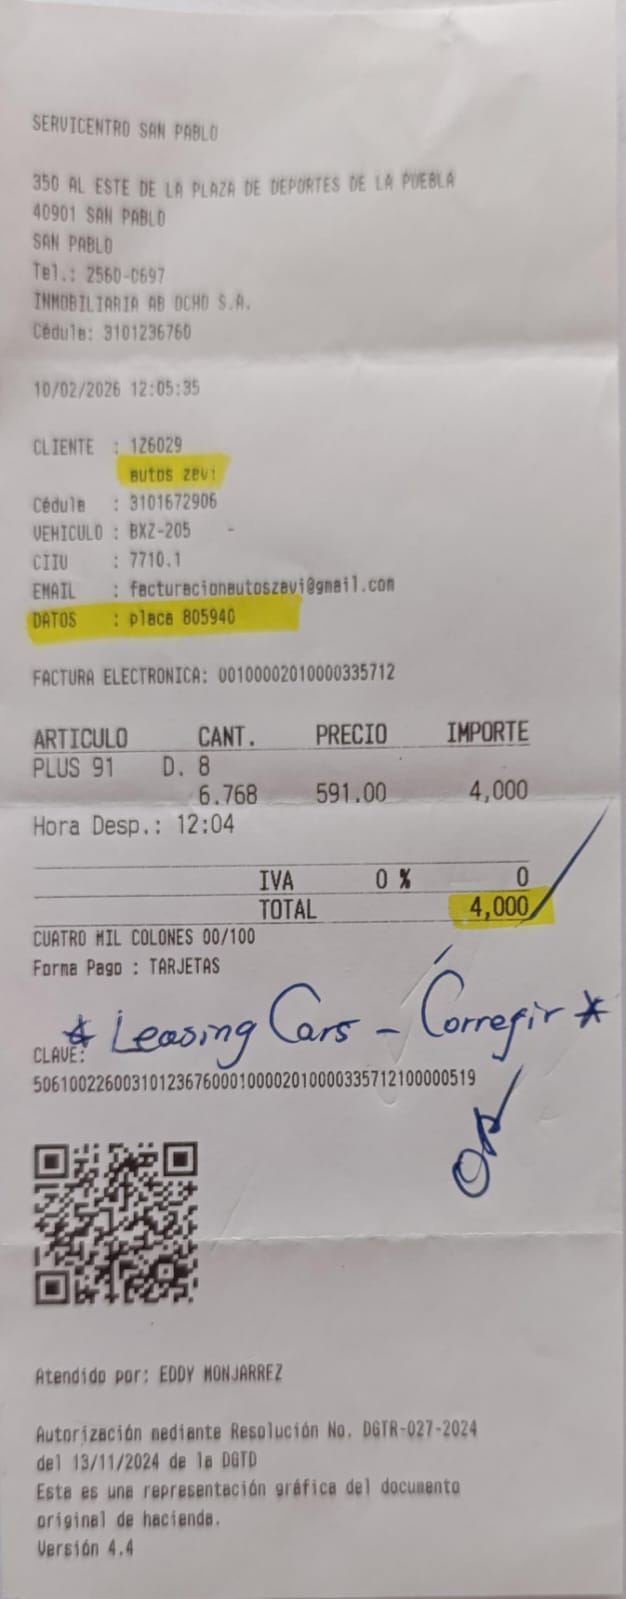 SERVICENTRO SAN PABLO
350 AL ESTE DE LA PLAZA DE DEPORTES DE LA PUEBLA
40901 SAN PABLO
SAN PABLO
Tel.: 2560-0697
INMOBILIARIA AB OCHO S.A.
Cédula: 3101236760
10/02/2026 12:05:35
CLIENTE : 126029
autos zavi
Cédula : 3101672906
VEHICULO : BXZ-205 -
CIIU : 7710.1
EMAIL : facturacionautoszavi@gmail.com
DATOS : placa 805940
FACTURA ELECTRONICA: 00100002010000335712
ARTICULO CANT. PRECIO IMPORTE
PLUS 91 D. 8
6.768 591.00 4,000
Hora Desp.: 12:04
IVA 0 % 0
TOTAL 4,000
CUATRO MIL COLONES 00/100
Forma Pago : TARJETAS
* Leasing Cars - Corregir *
CLAVE:
50610022600310123676000100002010000335712100000519
Atendido por: EDDY MONJARREZ
Autorización mediante Resolución No. DGTR-027-2024
del 13/11/2024 de la DGTD
Esta es una representación gráfica del documento
original de hacienda.
Versión 4.4